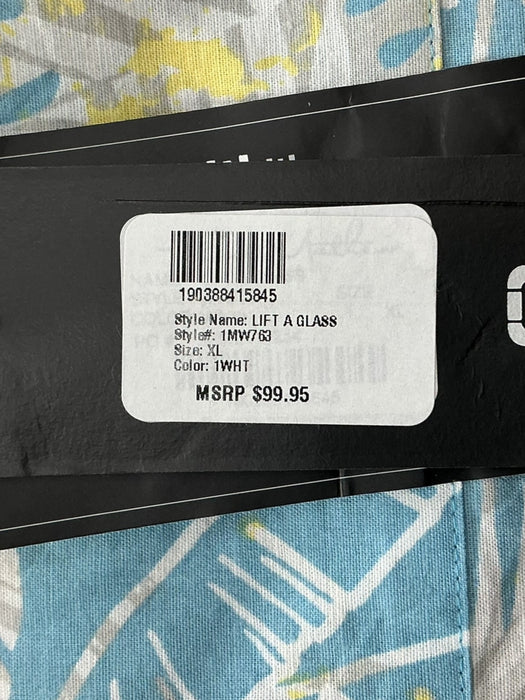 190388415845
Style Name: LIFT A GLASS
Style#: 1MW763
Size: XL
Color: 1WHT
MSRP $99.95